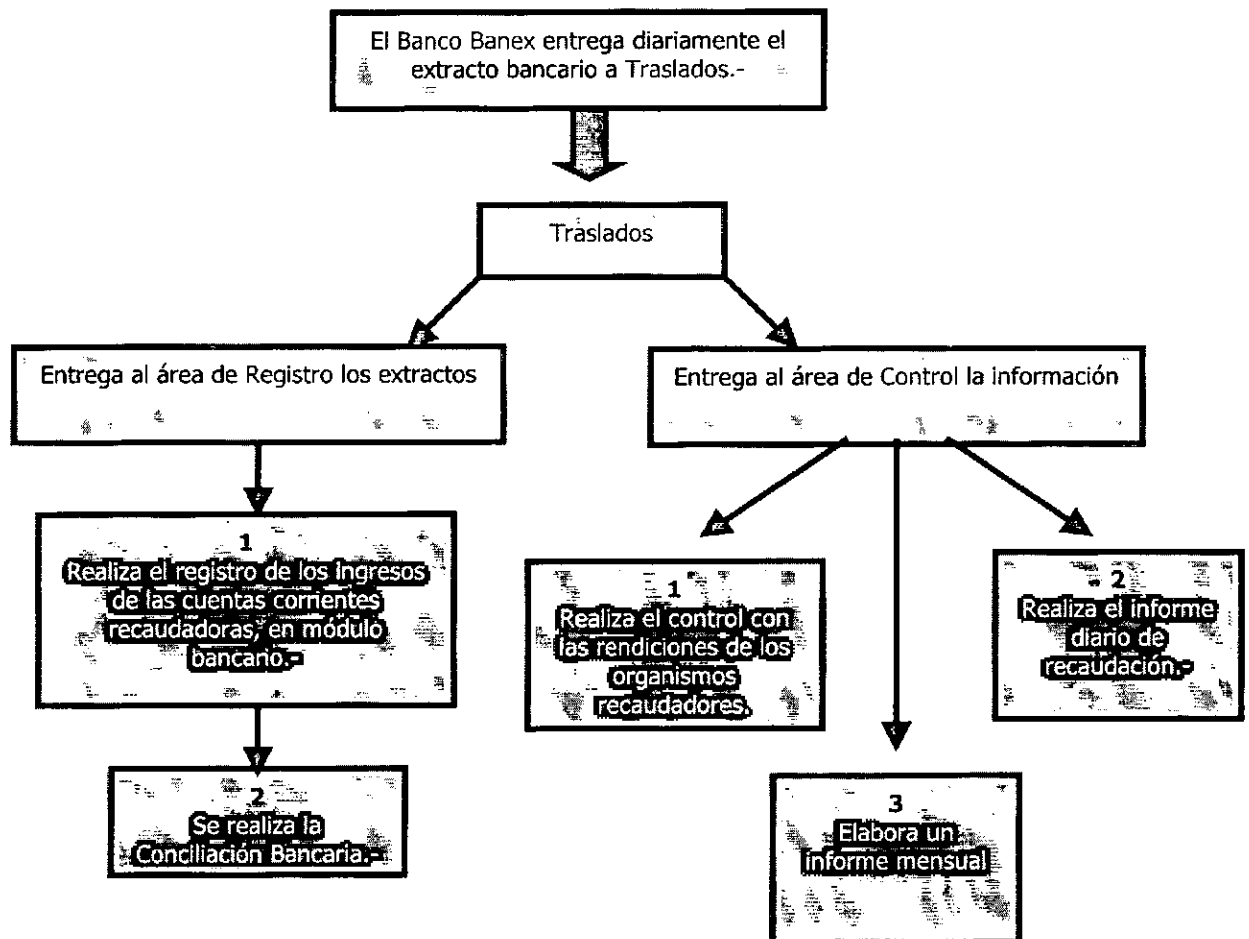 El Banco Banex entrega diariamente el
extracto bancario a Traslados.-
Traslados
Entrega al área de Registro los extractos
Entrega al área de Control la información
1
Realiza el registro de los ingresos
de las cuentas corrientes
recaudadoras, en módulo
bancario.-
2
Se realiza la
Conciliación Bancaria.-
1
Realiza el control con
las rendiciones de los
organismos
recaudadores.
2
Realiza el informe
diario de
recaudación.-
3
Elabora un
informe mensual